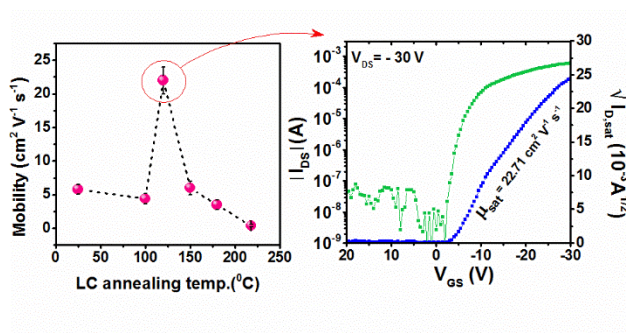 Mobility (cm² V⁻¹ s⁻¹)
25
20
15
10
5
0
0 50 100 150 200 250
LC annealing temp.(⁰C)
V_DS = - 30 V
|I_DS| (A)
10⁻³
10⁻⁴
10⁻⁵
10⁻⁶
10⁻⁷
10⁻⁸
10⁻⁹
μ_sat = 22.71 cm² V⁻¹ s⁻¹
20 10 0 -10 -20 -30
V_GS (V)
30
25
20
15
10
5
0
√I_D,sat (10⁻³A¹/²)